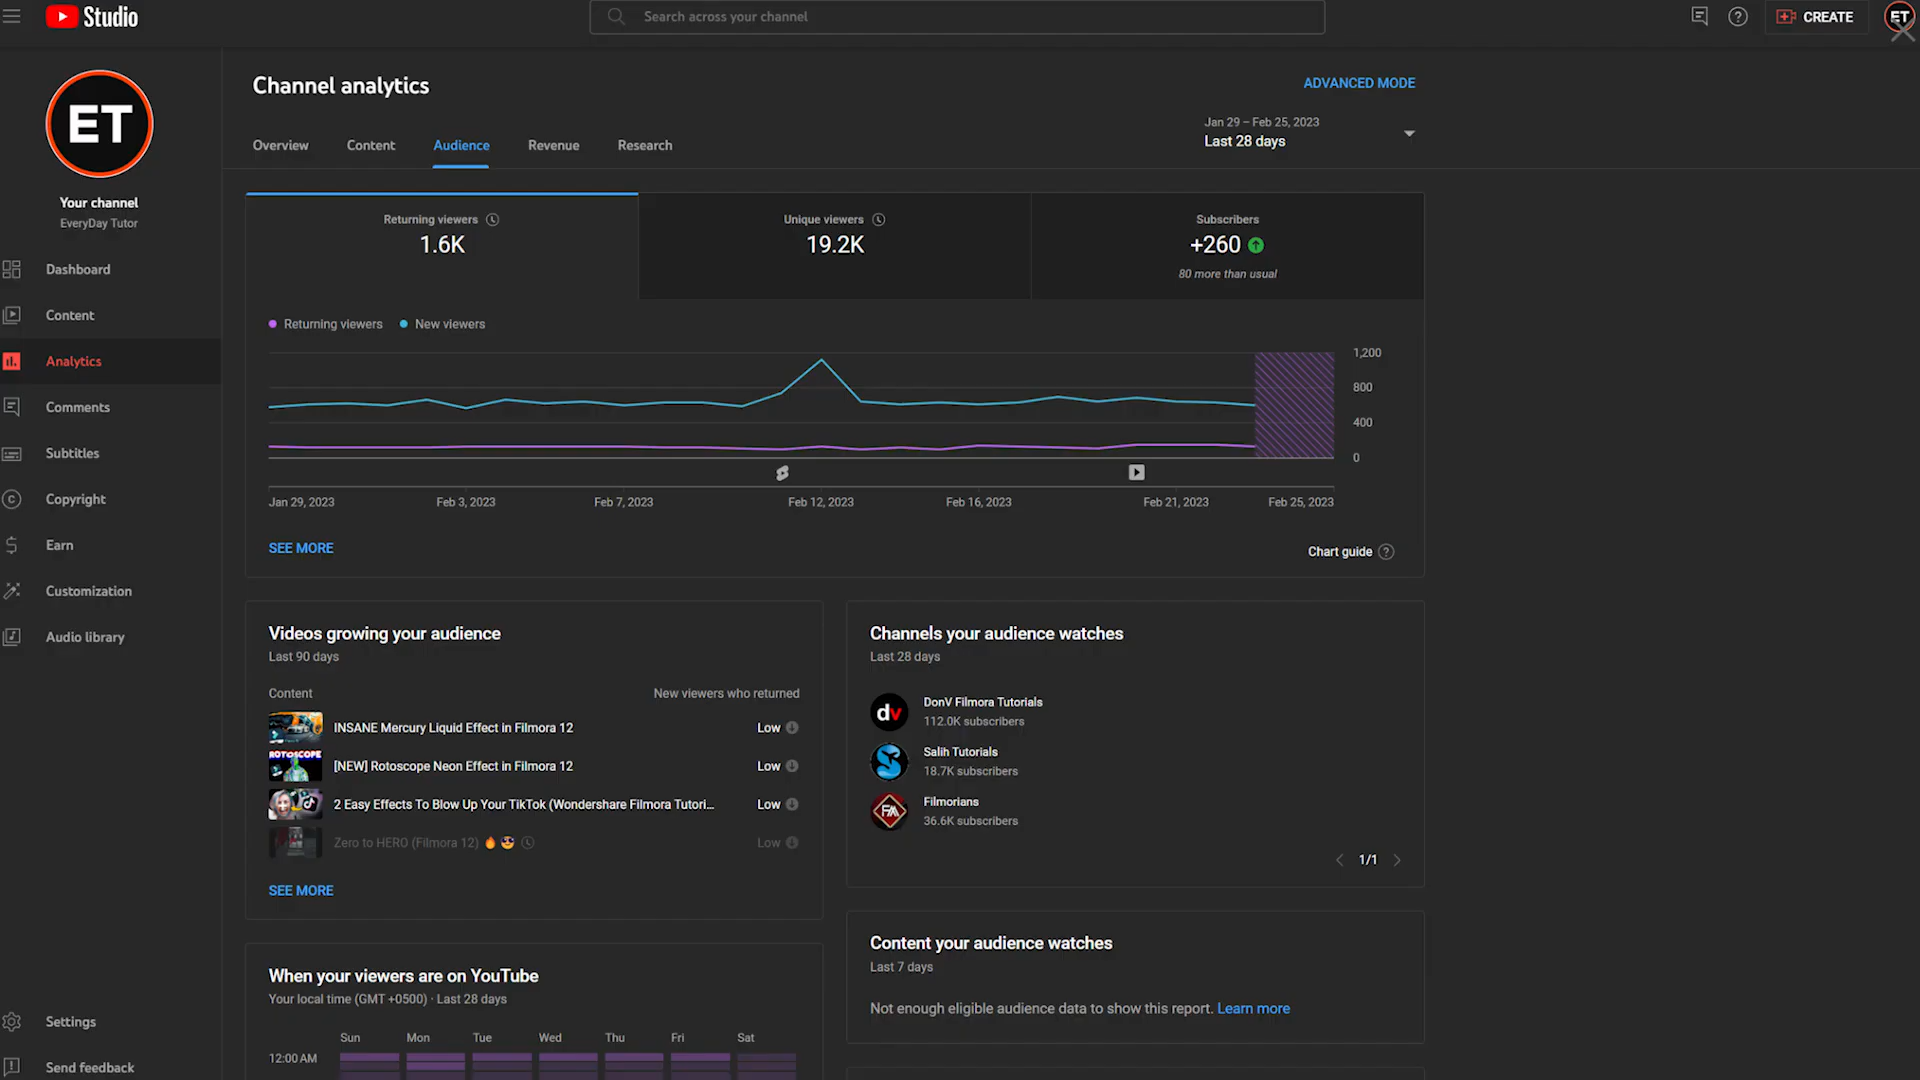 Studio
Search across your channel
CREATE
ET
ET
Your channel
EveryDay Tutor
Dashboard
Content
Analytics
Comments
Subtitles
Copyright
Earn
Customization
Audio library
Settings
Send feedback
Channel analytics
ADVANCED MODE
Overview
Content
Audience
Revenue
Research
Jan 29 – Feb 25, 2023
Last 28 days
Returning viewers
1.6K
Unique viewers
19.2K
Subscribers
+260
80 more than usual
Returning viewers
New viewers
1,200
800
400
0
Jan 29, 2023
Feb 3, 2023
Feb 7, 2023
Feb 12, 2023
Feb 16, 2023
Feb 21, 2023
Feb 25, 2023
SEE MORE
Chart guide
Videos growing your audience
Last 90 days
Content
New viewers who returned
INSANE Mercury Liquid Effect in Filmora 12
Low
ROTOSCOPE
[NEW] Rotoscope Neon Effect in Filmora 12
Low
2 Easy Effects To Blow Up Your TikTok (Wondershare Filmora Tutori...
Low
Zero to HERO (Filmora 12) 🔥 😎
Low
SEE MORE
Channels your audience watches
Last 28 days
dv
DonV Filmora Tutorials
112.0K subscribers
Salih Tutorials
18.7K subscribers
FM
Filmorians
36.6K subscribers
1/1
Content your audience watches
Last 7 days
Not enough eligible audience data to show this report. Learn more
When your viewers are on YouTube
Your local time (GMT +0500) · Last 28 days
Sun
Mon
Tue
Wed
Thu
Fri
Sat
12:00 AM